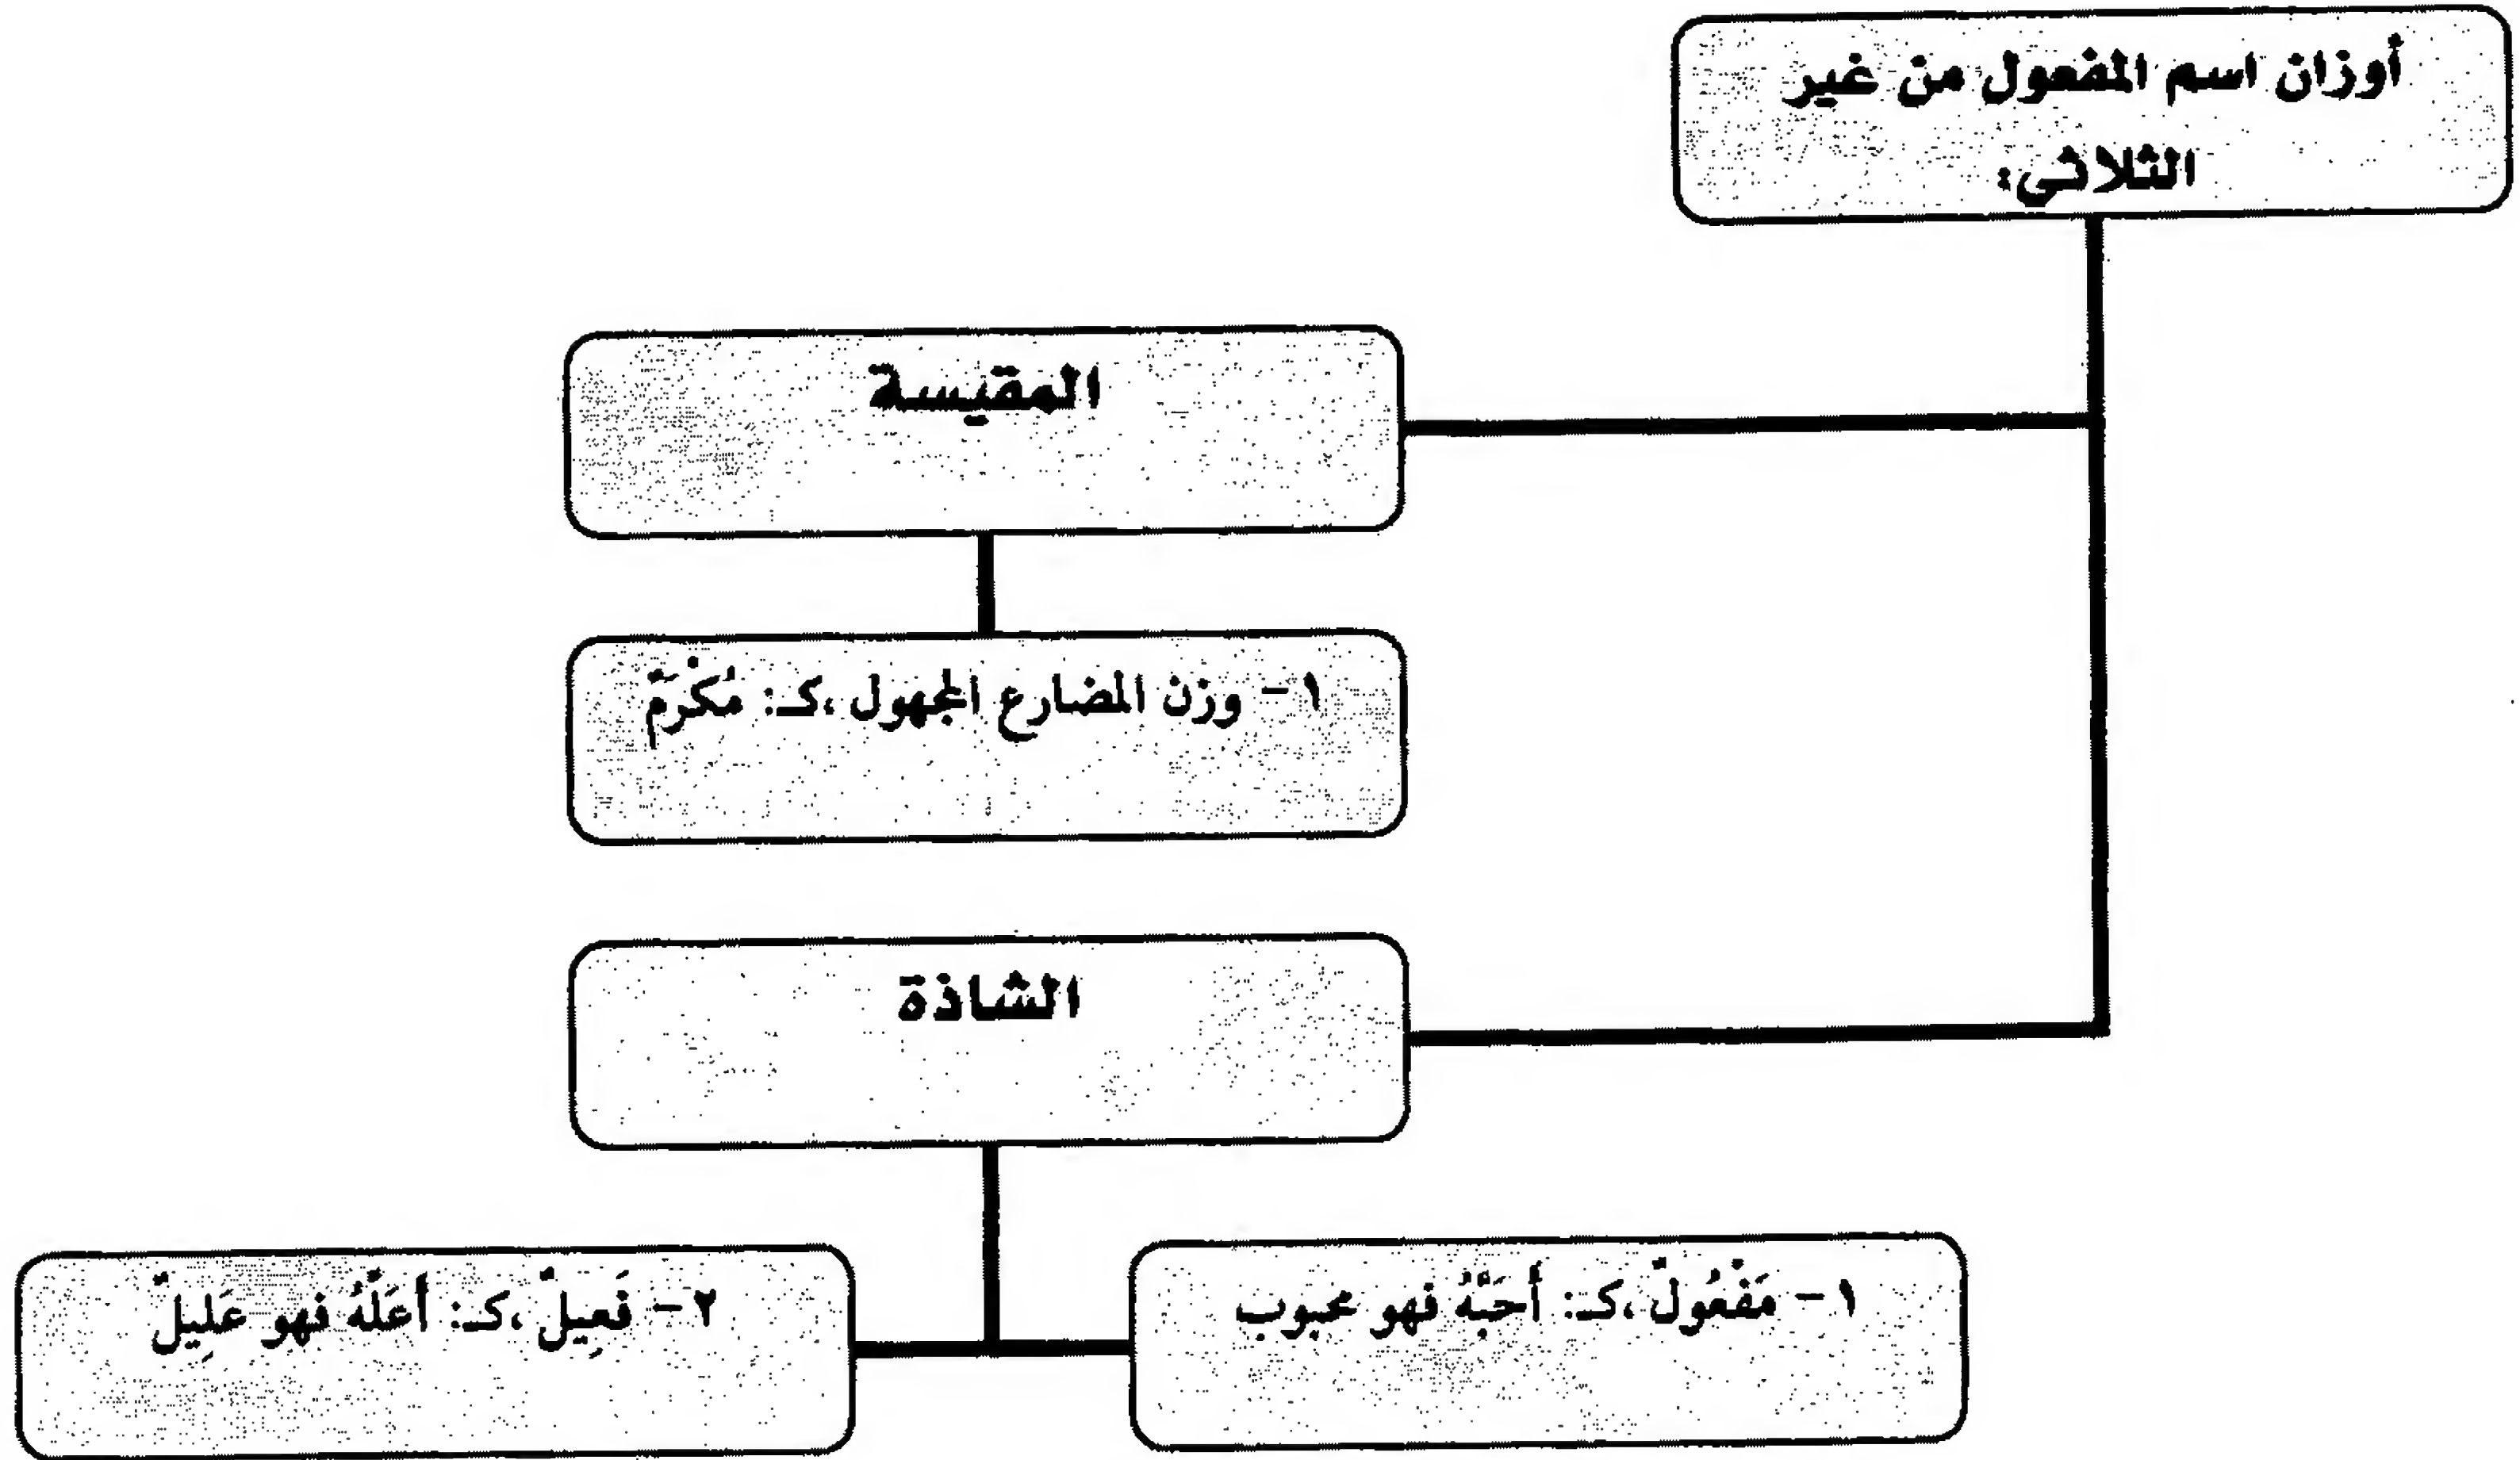 أوزان اسم المفعول من غير
الثلاثي:
المقيسة
١- وزن المضارع المجهول ،كـ: مُكْرَمٌ
الشاذة
١- مَفْعُولٌ ،كـ: أَحَبَّهُ فهو محبوب
٢- فَعِيلٌ ،كـ: أعَلَّهُ فهو عَلِيلٌ